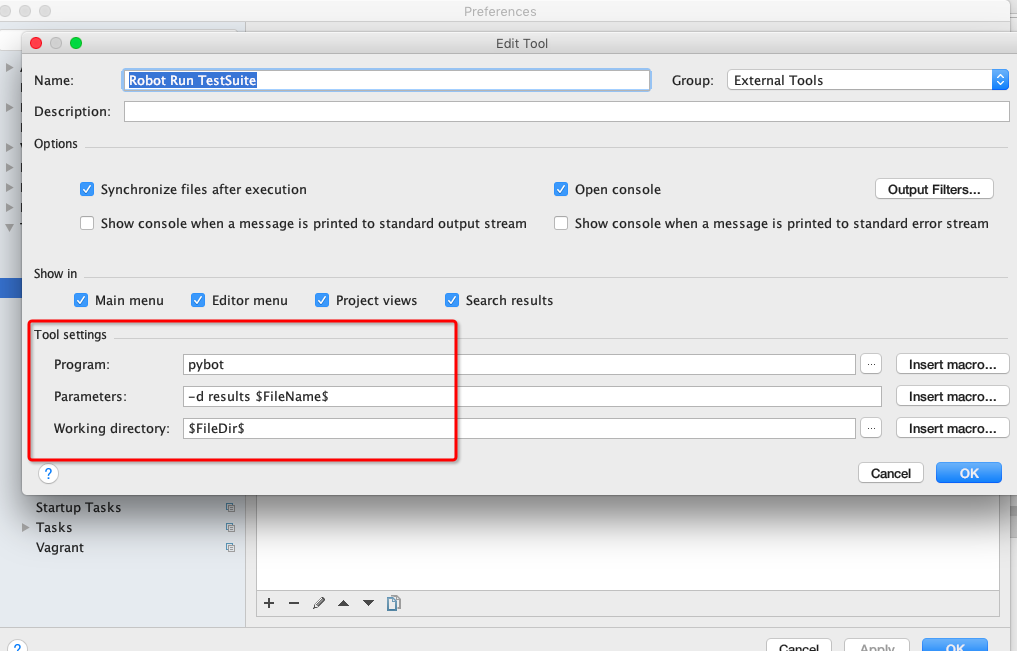 Preferences
Edit Tool
Name: Robot Run TestSuite Group: External Tools
Description:
Options
Synchronize files after execution Open console Output Filters...
Show console when a message is printed to standard output stream Show console when a message is printed to standard error stream
Show in
Main menu Editor menu Project views Search results
Tool settings
Program: pybot ... Insert macro...
Parameters: -d results $FileName$ Insert macro...
Working directory: $FileDir$ ... Insert macro...
? Cancel OK
Startup Tasks
Tasks
Vagrant
? Cancel Apply OK